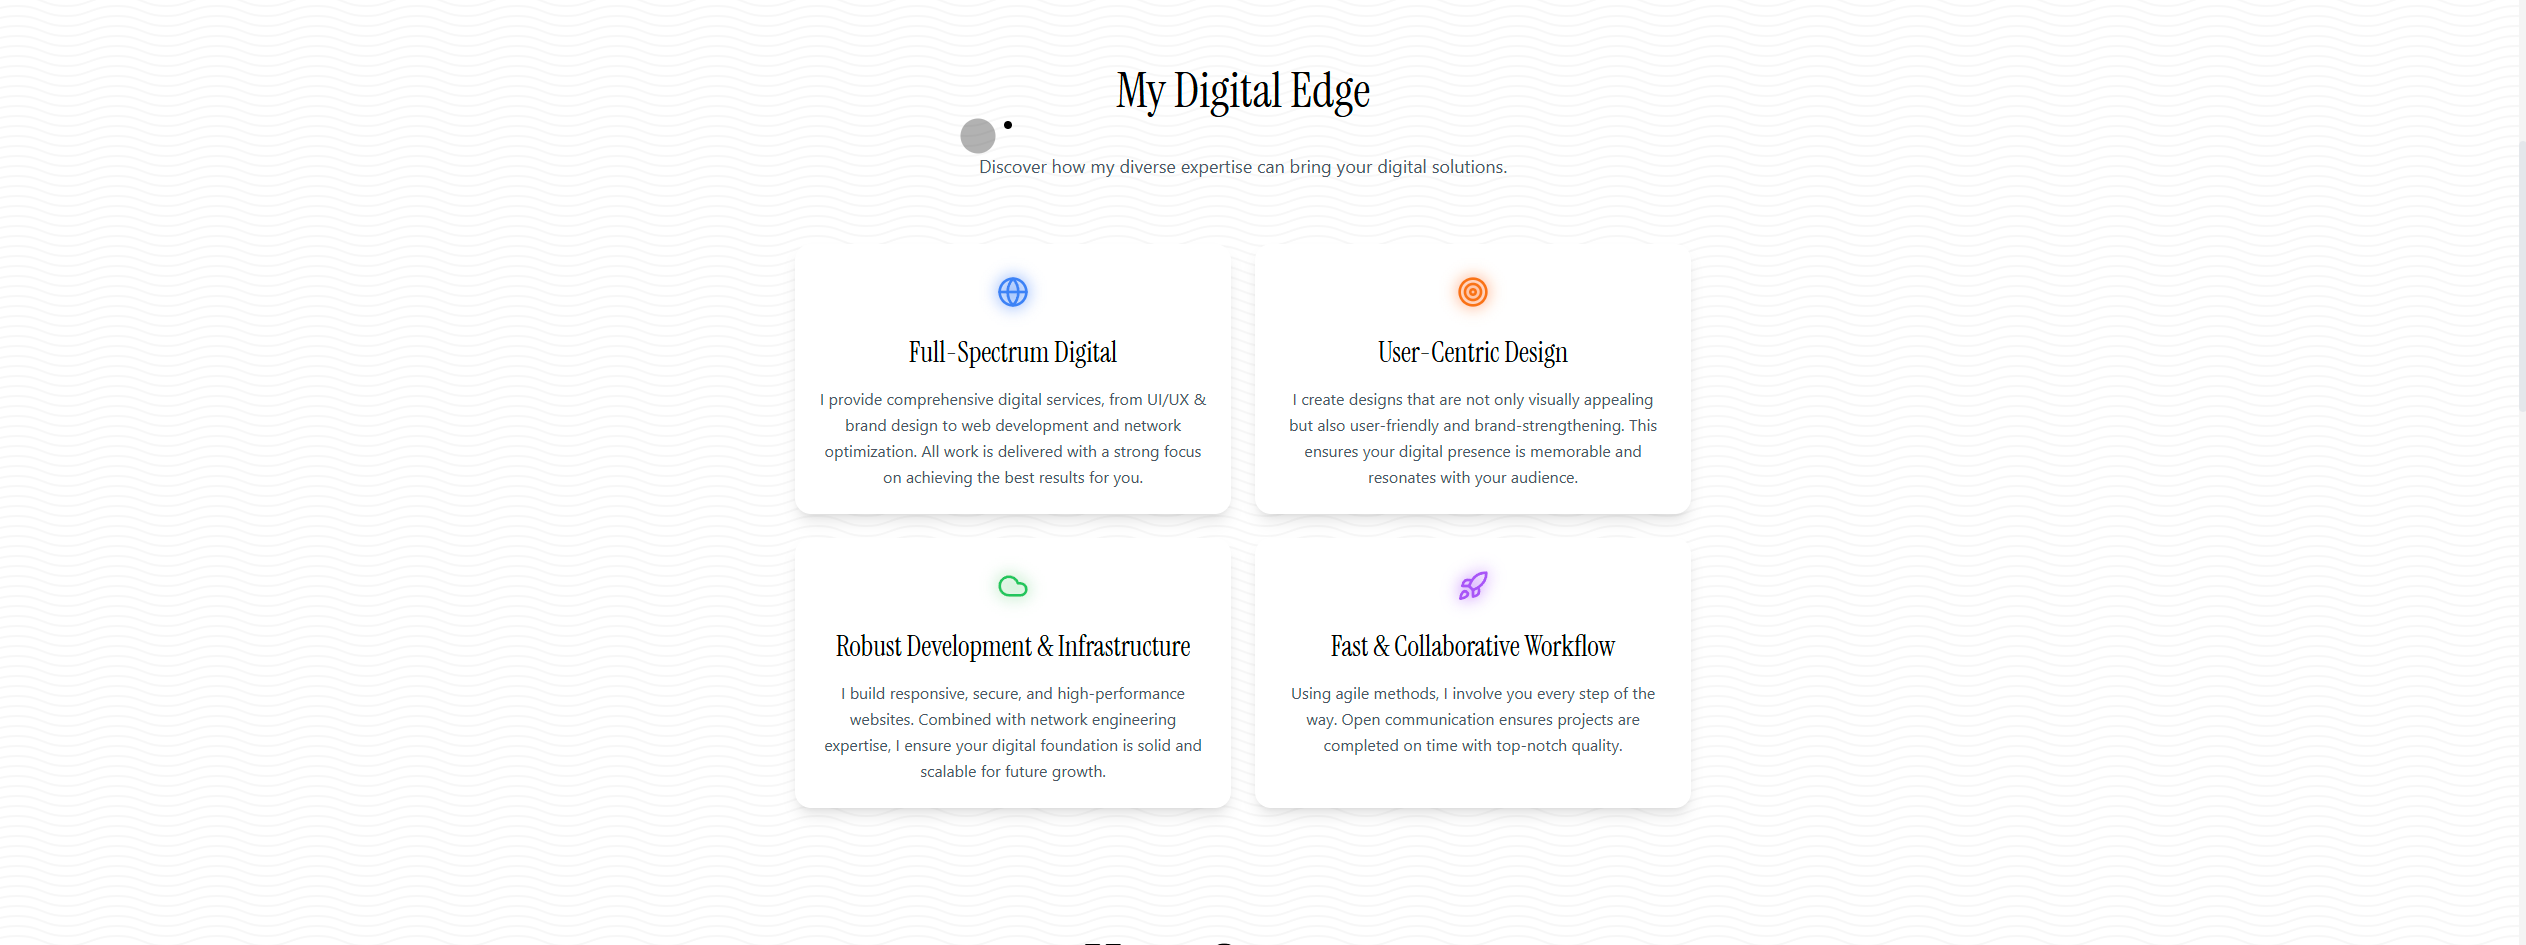 My Digital Edge
Discover how my diverse expertise can bring your digital solutions.
Full-Spectrum Digital
I provide comprehensive digital services, from UI/UX &
brand design to web development and network
optimization. All work is delivered with a strong focus
on achieving the best results for you.
User-Centric Design
I create designs that are not only visually appealing
but also user-friendly and brand-strengthening. This
ensures your digital presence is memorable and
resonates with your audience.
Robust Development & Infrastructure
I build responsive, secure, and high-performance
websites. Combined with network engineering
expertise, I ensure your digital foundation is solid and
scalable for future growth.
Fast & Collaborative Workflow
Using agile methods, I involve you every step of the
way. Open communication ensures projects are
completed on time with top-notch quality.